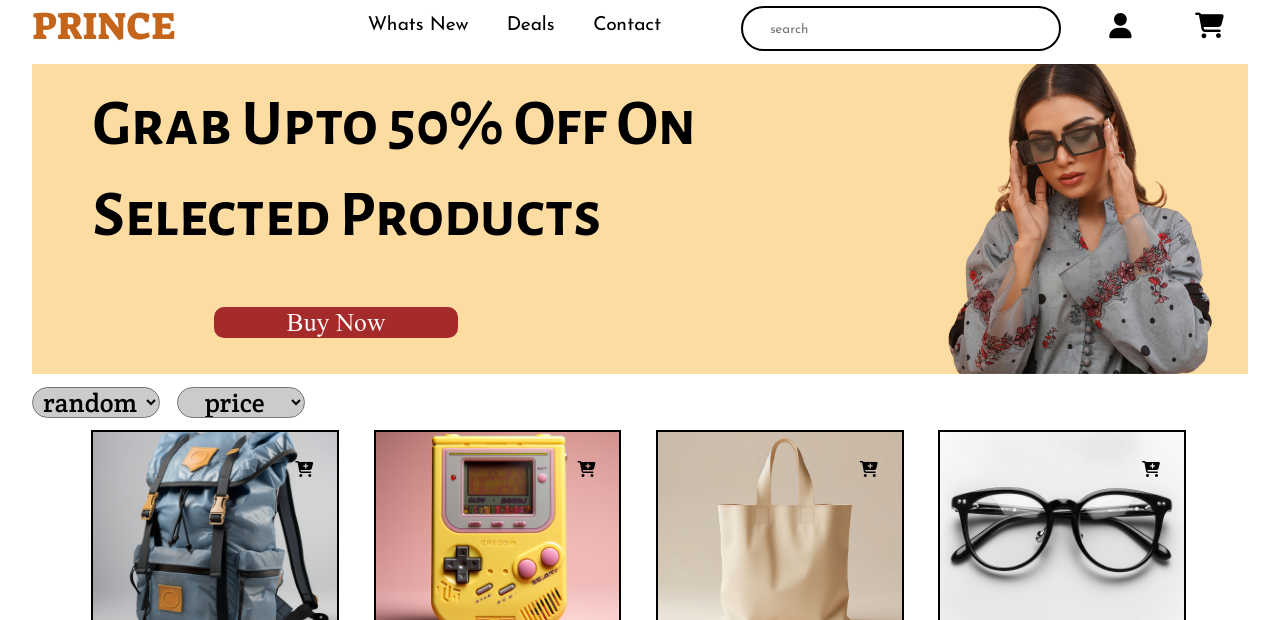 PRINCE
Whats New
Deals
Contact
search
Grab Upto 50% Off On
Selected Products
Buy Now
random
price